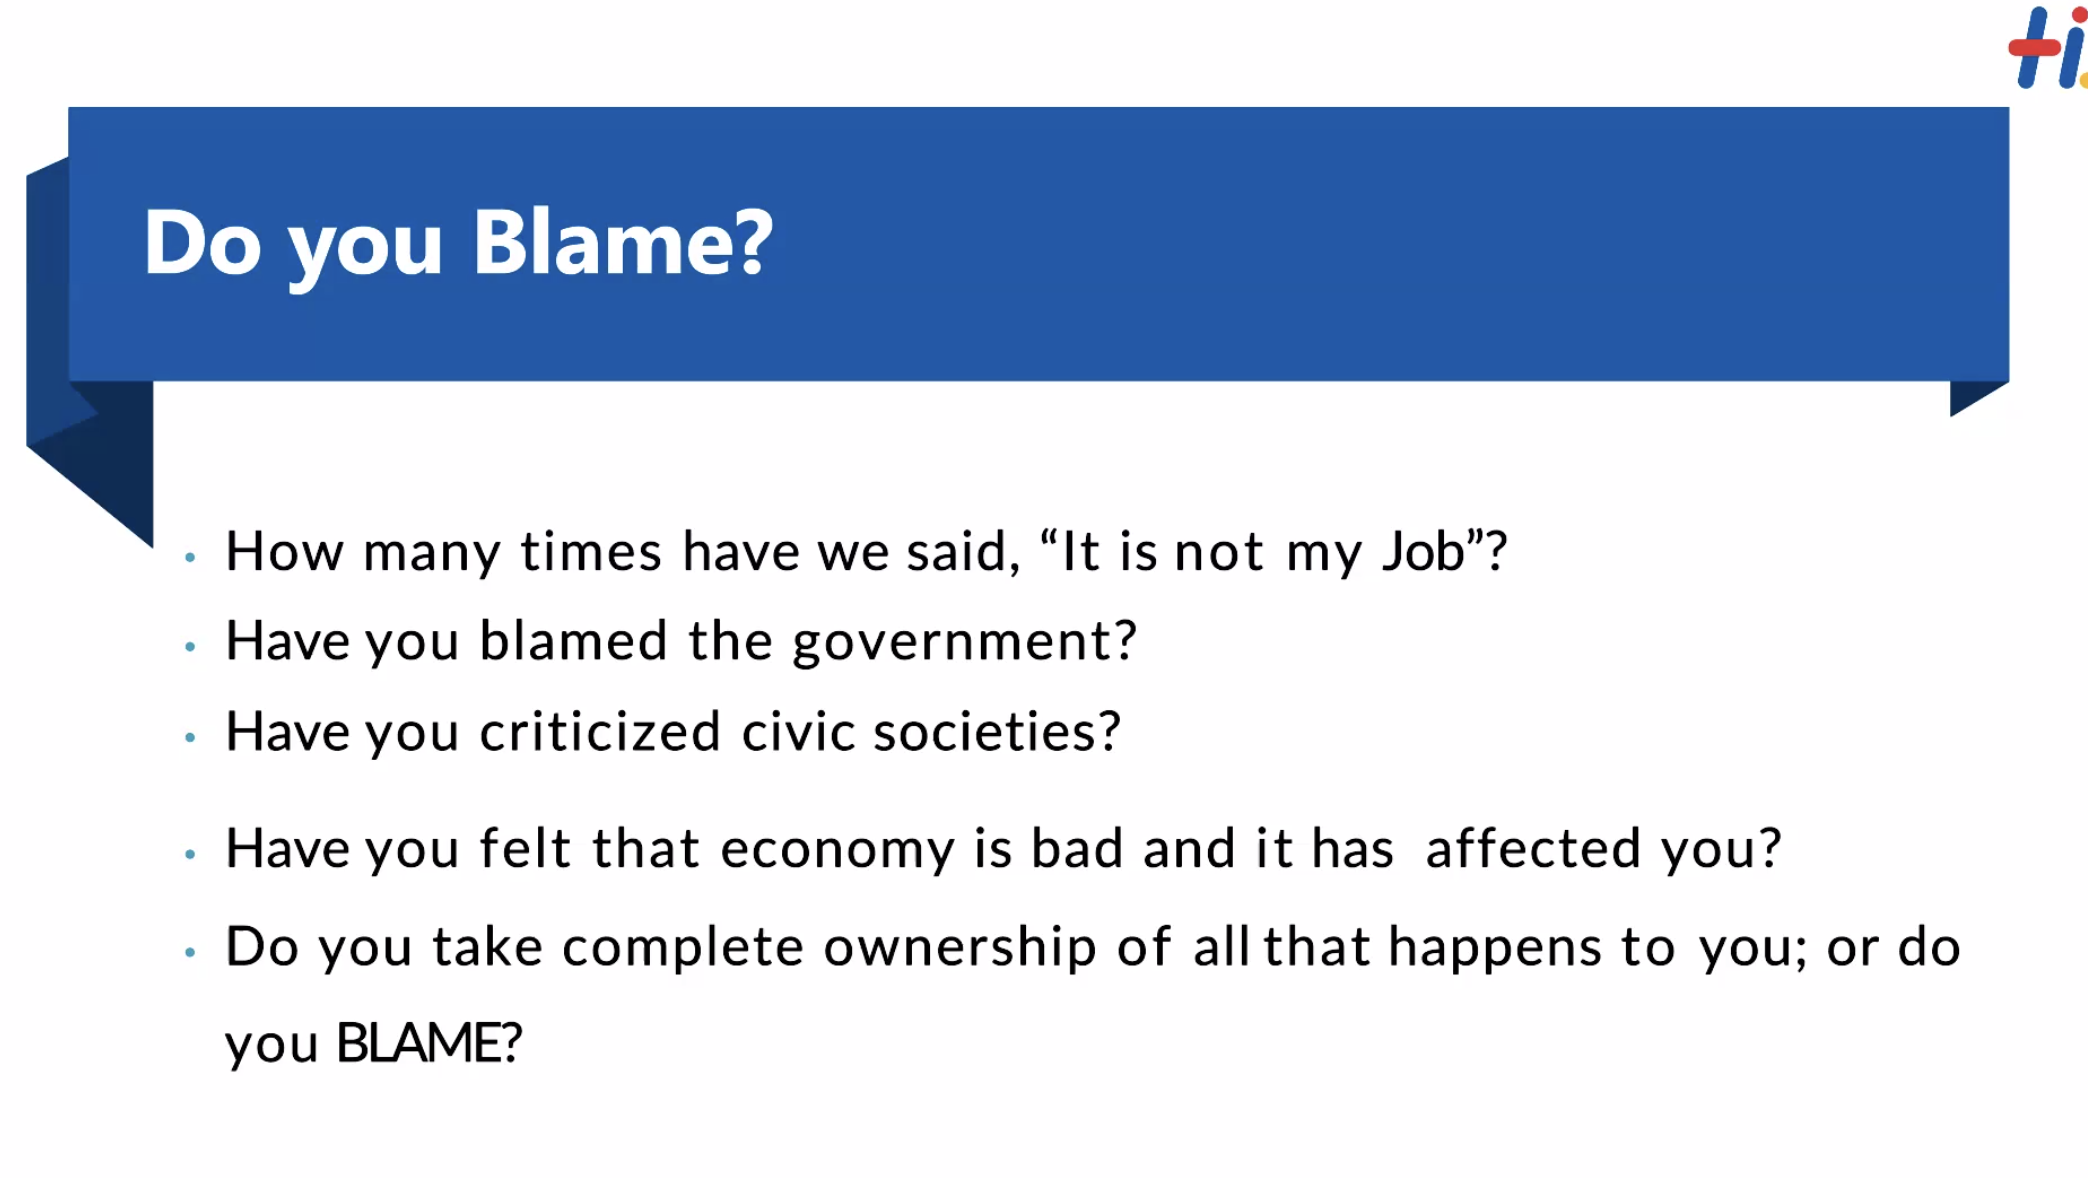 Hi.
Do you Blame?
How many times have we said, “It is not my Job”?
Have you blamed the government?
Have you criticized civic societies?
Have you felt that economy is bad and it has affected you?
Do you take complete ownership of all that happens to you; or do
you BLAME?